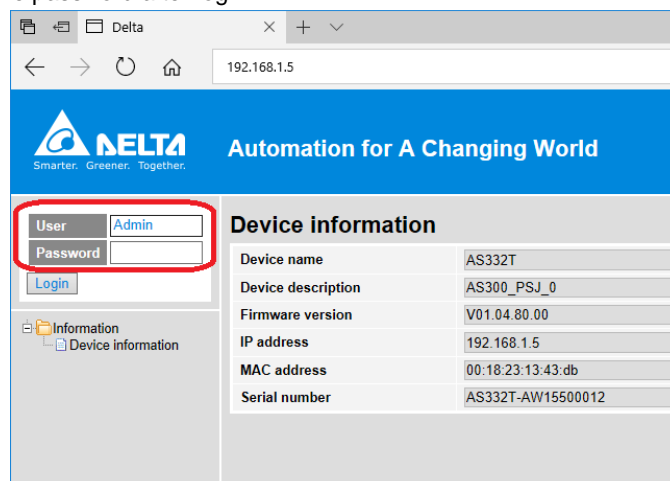 Delta
192.168.1.5
DELTA
Smarter. Greener. Together.
Automation for A Changing World
User Admin
Password
Login
Information
Device information
Device information
Device name AS332T
Device description AS300_PSJ_0
Firmware version V01.04.80.00
IP address 192.168.1.5
MAC address 00:18:23:13:43:db
Serial number AS332T-AW15500012